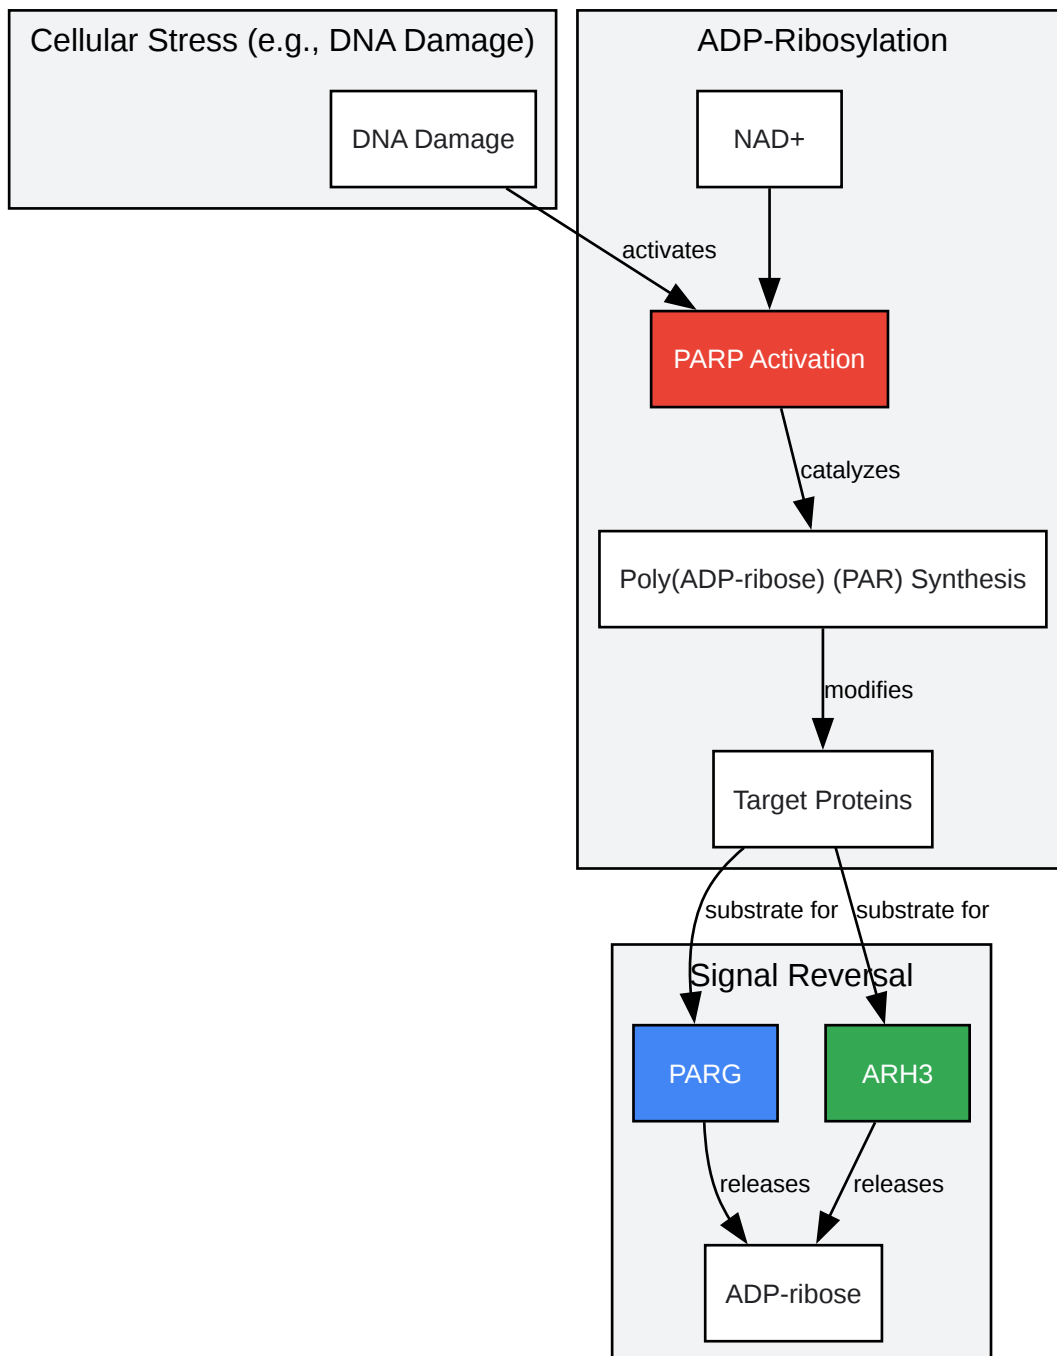 Cellular Stress (e.g., DNA Damage)
ADP-Ribosylation
DNA Damage
NAD+
activates
PARP Activation
catalyzes
Poly(ADP-ribose) (PAR) Synthesis
modifies
Target Proteins
substrate for
substrate for
Signal Reversal
PARG
ARH3
releases
releases
ADP-ribose